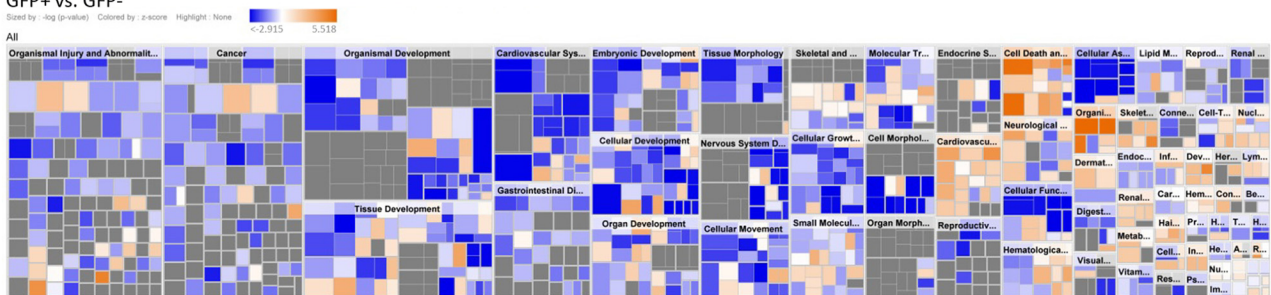 GFP+ vs. GFP-
Sized by : -log (p-value) Colored by : z-score Highlight : None
<-2.915 5.518
All
Organismal Injury and Abnormalit... Cancer Organismal Development Cardiovascular Sys... Embryonic Development Tissue Morphology Skeletal and ... Molecular Tr... Endocrine S... Cell Death an... Cellular As... Lipid M... Reprod... Renal ...
Organi... Skelet... Conne... Cell-T... Nucl...
Neurological ...
Cellular Development Nervous System D... Cellular Growt... Cell Morphol... Cardiovascu...
Dermat... Endoc... Inf... Dev... Her... Lym...
Gastrointestinal Di... Cellular Func... Renal... Car... Hem... Con... Be...
Tissue Development Digest...
Organ Development Cellular Movement Small Molecul... Organ Morph... Reproductiv... Hai... Pr... H... T... H...
Metab...
Hematologica... Cell... In... He... A... R...
Visual... Nu...
Vitam... Res... Ps... Im...